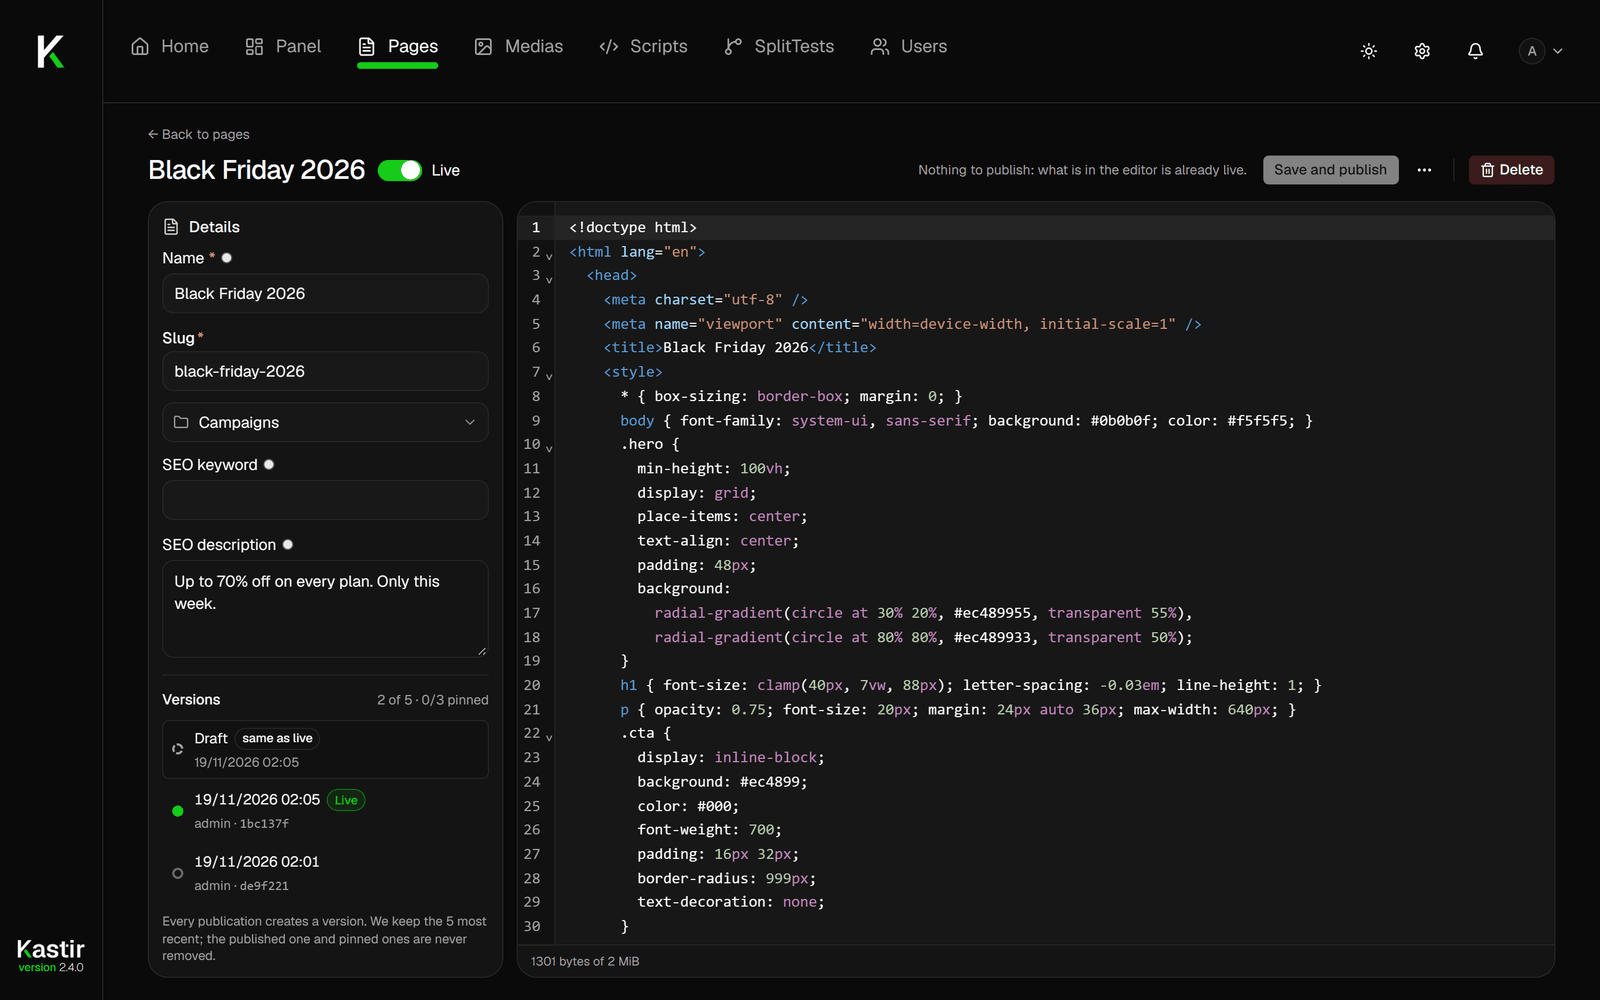 Home
Panel
Pages
Medias
Scripts
SplitTests
Users
A
← Back to pages
Black Friday 2026
Live
Nothing to publish: what is in the editor is already live.
Save and publish
Delete
Details
Name *
Black Friday 2026
Slug *
black-friday-2026
Campaigns
SEO keyword
SEO description
Up to 70% off on every plan. Only this
week.
Versions
2 of 5 · 0/3 pinned
Draft
same as live
19/11/2026 02:05
19/11/2026 02:05
Live
admin · 1bc137f
19/11/2026 02:01
admin · de9f221
Every publication creates a version. We keep the 5 most
recent; the published one and pinned ones are never
removed.
1 <!doctype html>
2 <html lang="en">
3 <head>
4 <meta charset="utf-8" />
5 <meta name="viewport" content="width=device-width, initial-scale=1" />
6 <title>Black Friday 2026</title>
7 <style>
8 * { box-sizing: border-box; margin: 0; }
9 body { font-family: system-ui, sans-serif; background: #0b0b0f; color: #f5f5f5; }
10 .hero {
11 min-height: 100vh;
12 display: grid;
13 place-items: center;
14 text-align: center;
15 padding: 48px;
16 background:
17 radial-gradient(circle at 30% 20%, #ec489955, transparent 55%),
18 radial-gradient(circle at 80% 80%, #ec489933, transparent 50%);
19 }
20 h1 { font-size: clamp(40px, 7vw, 88px); letter-spacing: -0.03em; line-height: 1; }
21 p { opacity: 0.75; font-size: 20px; margin: 24px auto 36px; max-width: 640px; }
22 .cta {
23 display: inline-block;
24 background: #ec4899;
25 color: #000;
26 font-weight: 700;
27 padding: 16px 32px;
28 border-radius: 999px;
29 text-decoration: none;
30 }
1301 bytes of 2 MiB
Kastir
version 2.4.0